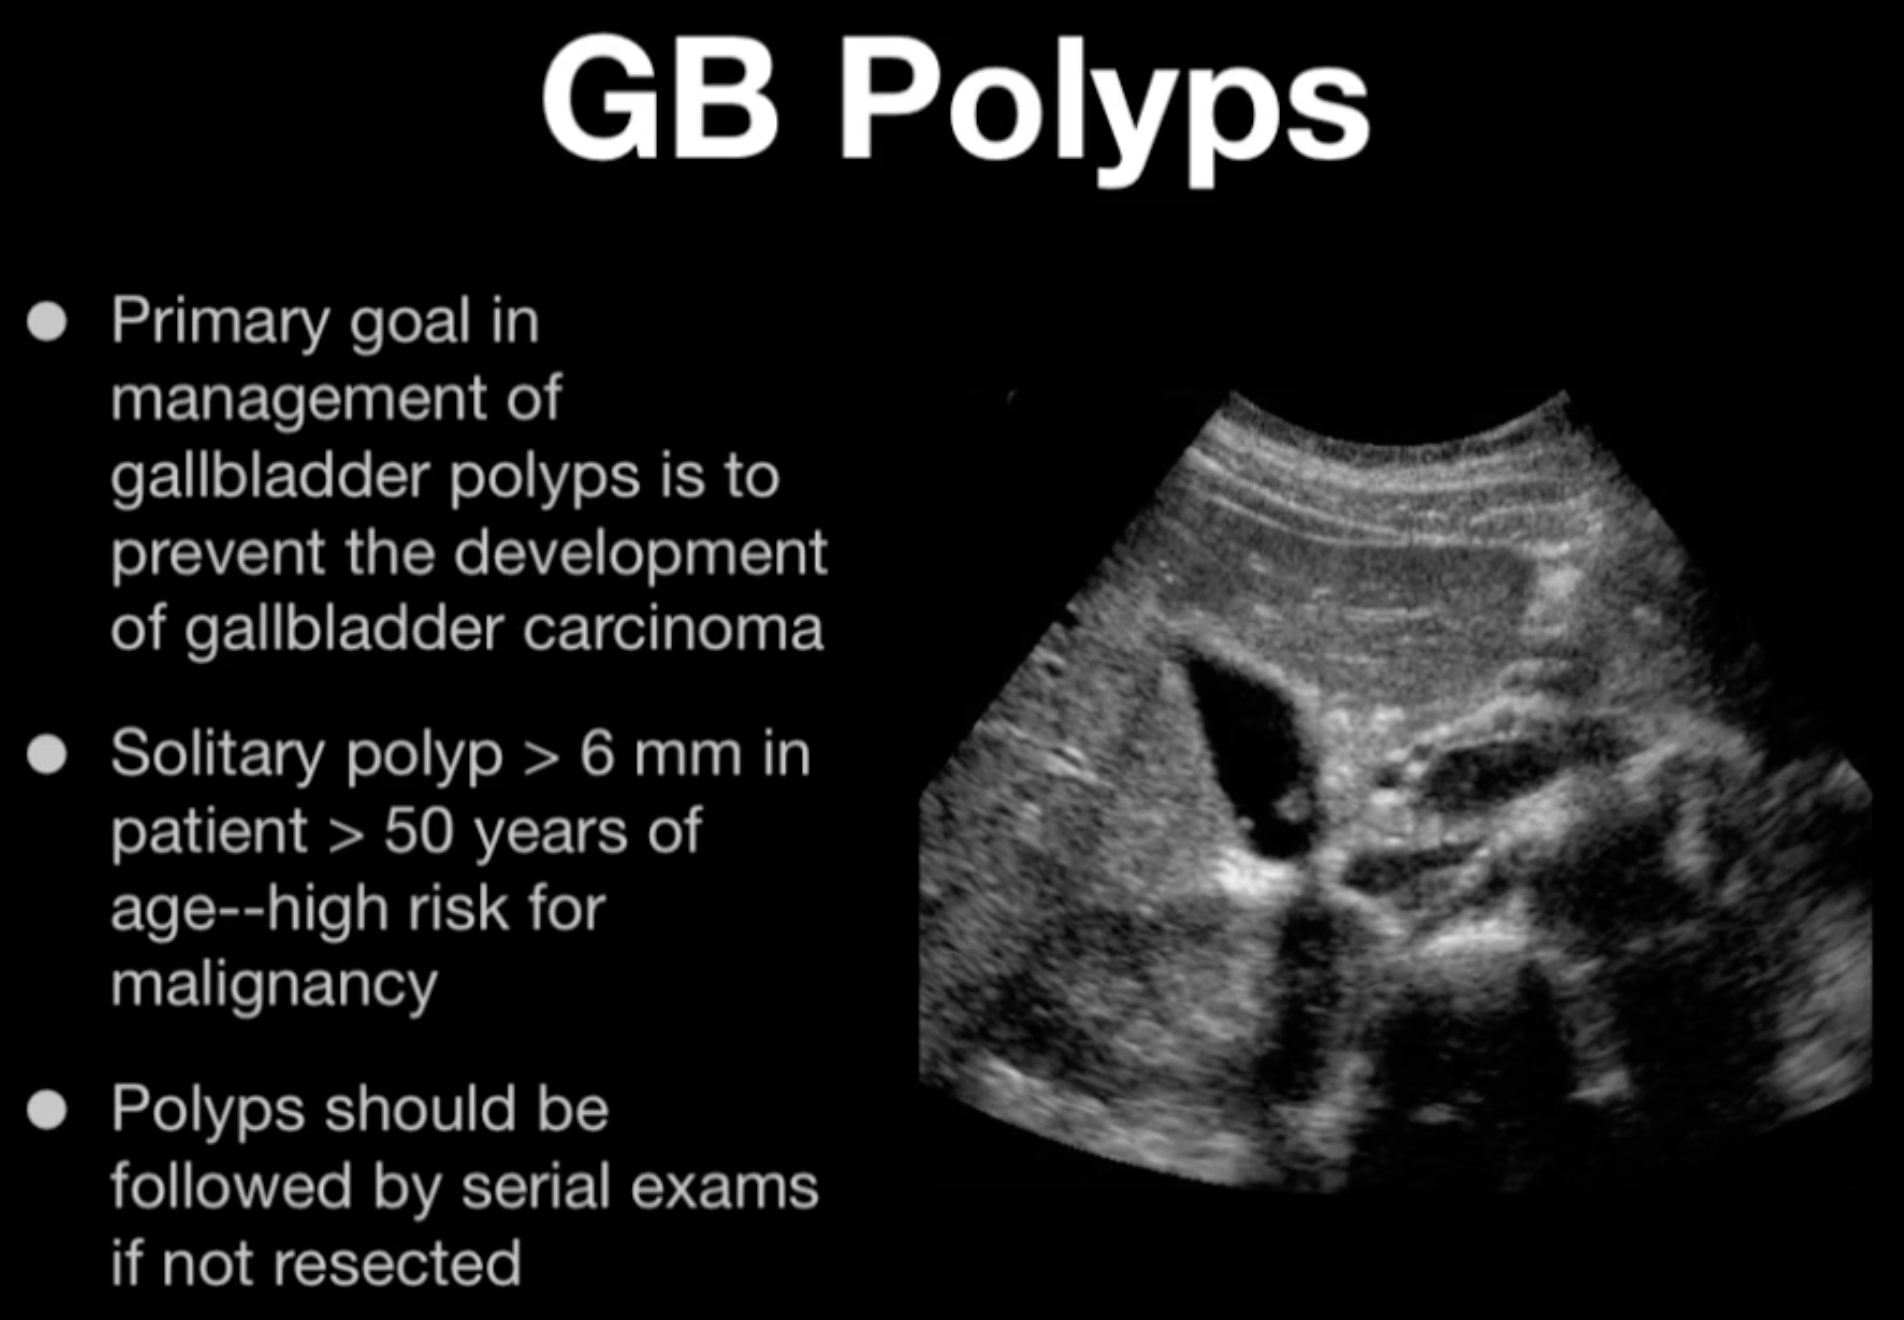 GB Polyps
● Primary goal in
management of
gallbladder polyps is to
prevent the development
of gallbladder carcinoma
● Solitary polyp > 6 mm in
patient > 50 years of
age--high risk for
malignancy
● Polyps should be
followed by serial exams
if not resected